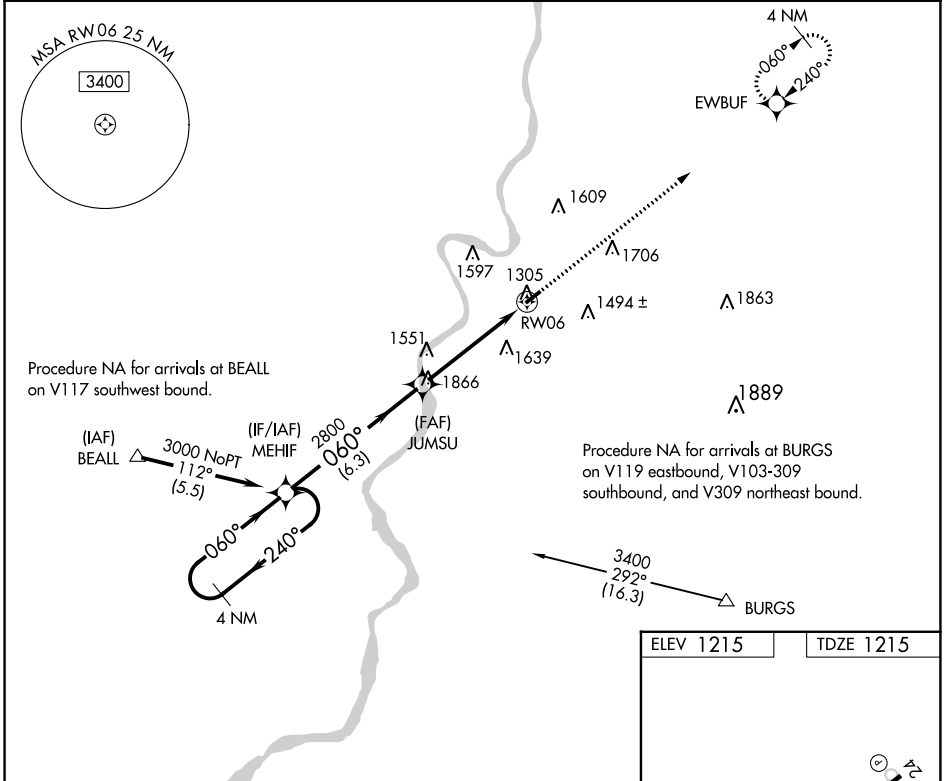 MSA RW06 25 NM
3400
4 NM
060°
240°
EWBUF
1609
1597
1305
1706
RW06
1494 ±
1863
1551
1639
1866
1889
Procedure NA for arrivals at BEALL
on V117 southwest bound.
(FAF)
JUMSU
(IAF)
BEALL
3000 NoPT
112°
(5.5)
(IF/IAF)
MEHIF
2800
060°
(6.3)
Procedure NA for arrivals at BURGS
on V119 eastbound, V103-309
southbound, and V309 northeast bound.
060°
240°
4 NM
3400
292°
(16.3)
BURGS
ELEV 1215
TDZE 1215
P
24